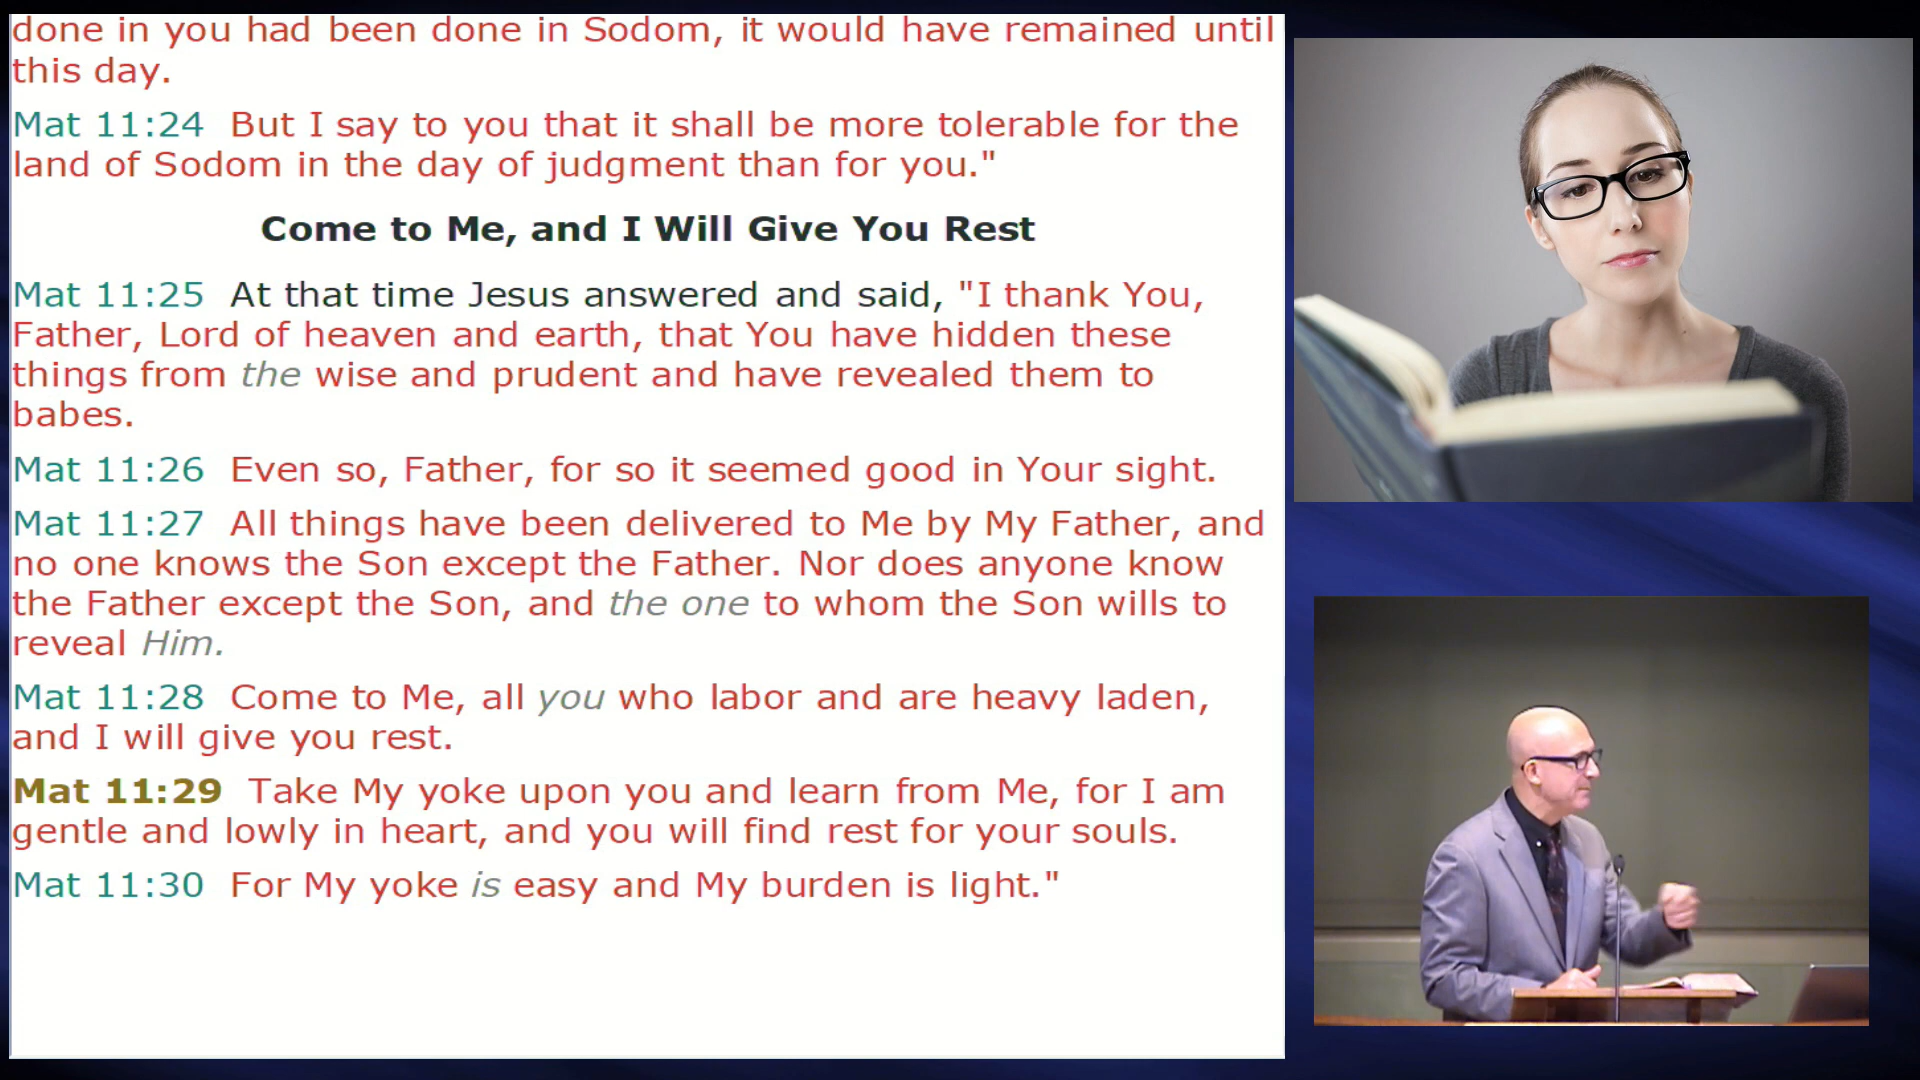 done in you had been done in Sodom, it would have remained until
this day.
Mat 11:24 But I say to you that it shall be more tolerable for the
land of Sodom in the day of judgment than for you."
Come to Me, and I Will Give You Rest
Mat 11:25 At that time Jesus answered and said, "I thank You,
Father, Lord of heaven and earth, that You have hidden these
things from the wise and prudent and have revealed them to
babes.
Mat 11:26 Even so, Father, for so it seemed good in Your sight.
Mat 11:27 All things have been delivered to Me by My Father, and
no one knows the Son except the Father. Nor does anyone know
the Father except the Son, and the one to whom the Son wills to
reveal Him.
Mat 11:28 Come to Me, all you who labor and are heavy laden,
and I will give you rest.
Mat 11:29 Take My yoke upon you and learn from Me, for I am
gentle and lowly in heart, and you will find rest for your souls.
Mat 11:30 For My yoke is easy and My burden is light."